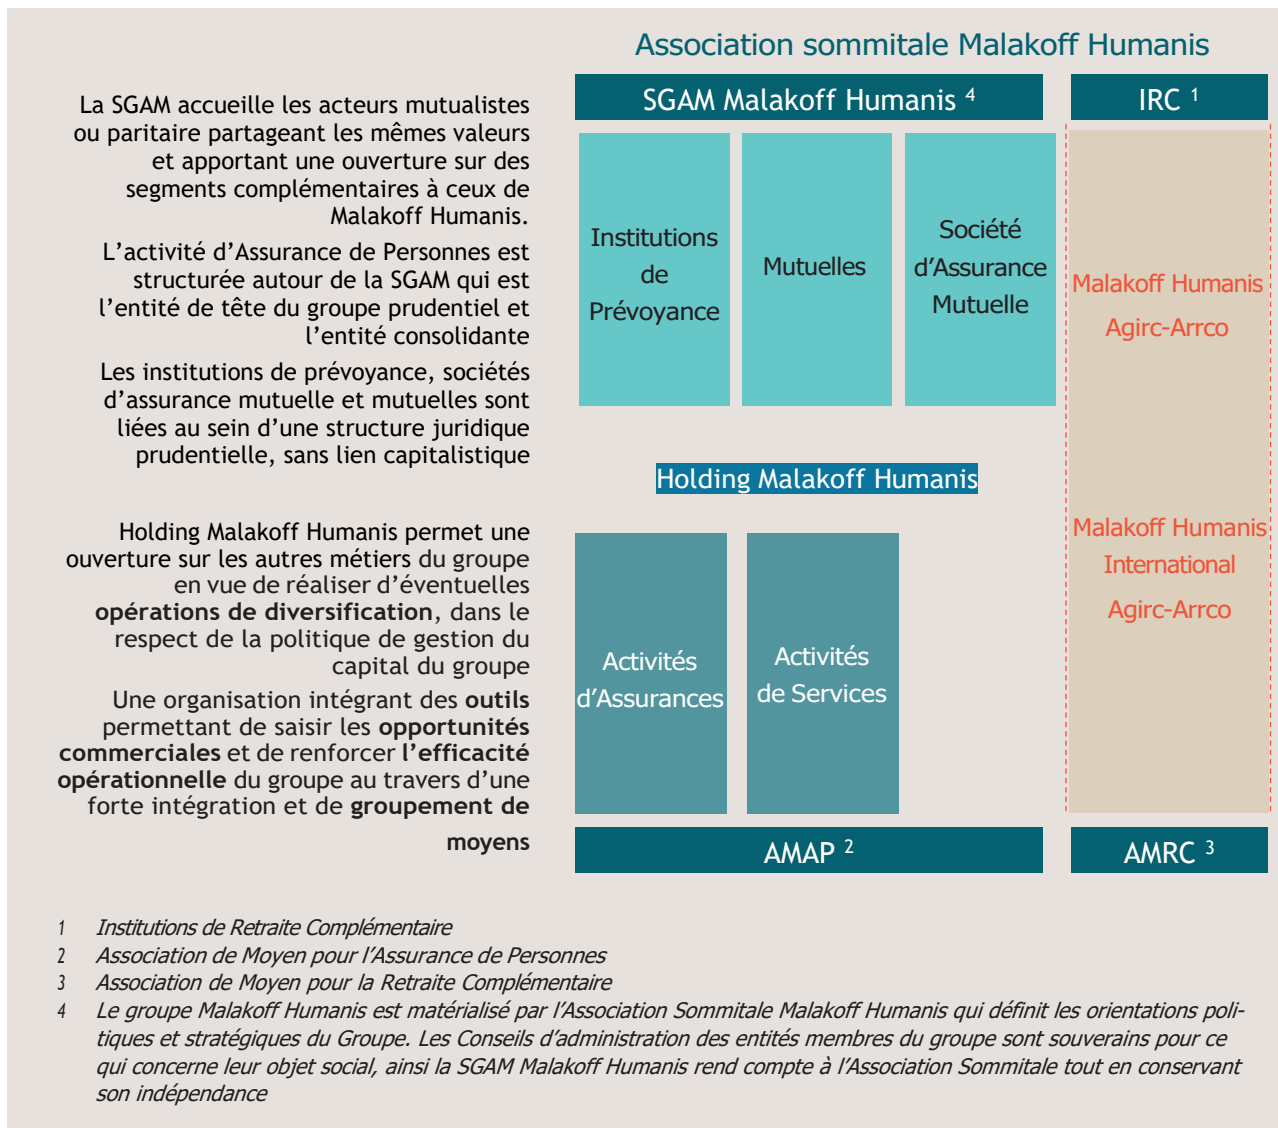 Association sommitale Malakoff Humanis
La SGAM accueille les acteurs mutualistes
ou paritaire partageant les mêmes valeurs
et apportant une ouverture sur des
segments complémentaires à ceux de
Malakoff Humanis.
L’activité d’Assurance de Personnes est
structurée autour de la SGAM qui est
l’entité de tête du groupe prudentiel et
l’entité consolidante
Les institutions de prévoyance, sociétés
d’assurance mutuelle et mutuelles sont
liées au sein d’une structure juridique
prudentielle, sans lien capitalistique
Holding Malakoff Humanis permet une
ouverture sur les autres métiers du groupe
en vue de réaliser d’éventuelles
opérations de diversification, dans le
respect de la politique de gestion du
capital du groupe
Une organisation intégrant des outils
permettant de saisir les opportunités
commerciales et de renforcer l’efficacité
opérationnelle du groupe au travers d’une
forte intégration et de groupement de
moyens
SGAM Malakoff Humanis 4
IRC 1
Institutions
de
Prévoyance
Mutuelles
Société
d’Assurance
Mutuelle
Malakoff Humanis
Agirc-Arrco
Holding Malakoff Humanis
Malakoff Humanis
International
Agirc-Arrco
Activités
d’Assurances
Activités
de Services
AMAP 2
AMRC 3
1 Institutions de Retraite Complémentaire
2 Association de Moyen pour l’Assurance de Personnes
3 Association de Moyen pour la Retraite Complémentaire
4 Le groupe Malakoff Humanis est matérialisé par l’Association Sommitale Malakoff Humanis qui définit les orientations poli-
tiques et stratégiques du Groupe. Les Conseils d’administration des entités membres du groupe sont souverains pour ce
qui concerne leur objet social, ainsi la SGAM Malakoff Humanis rend compte à l’Association Sommitale tout en conservant
son indépendance